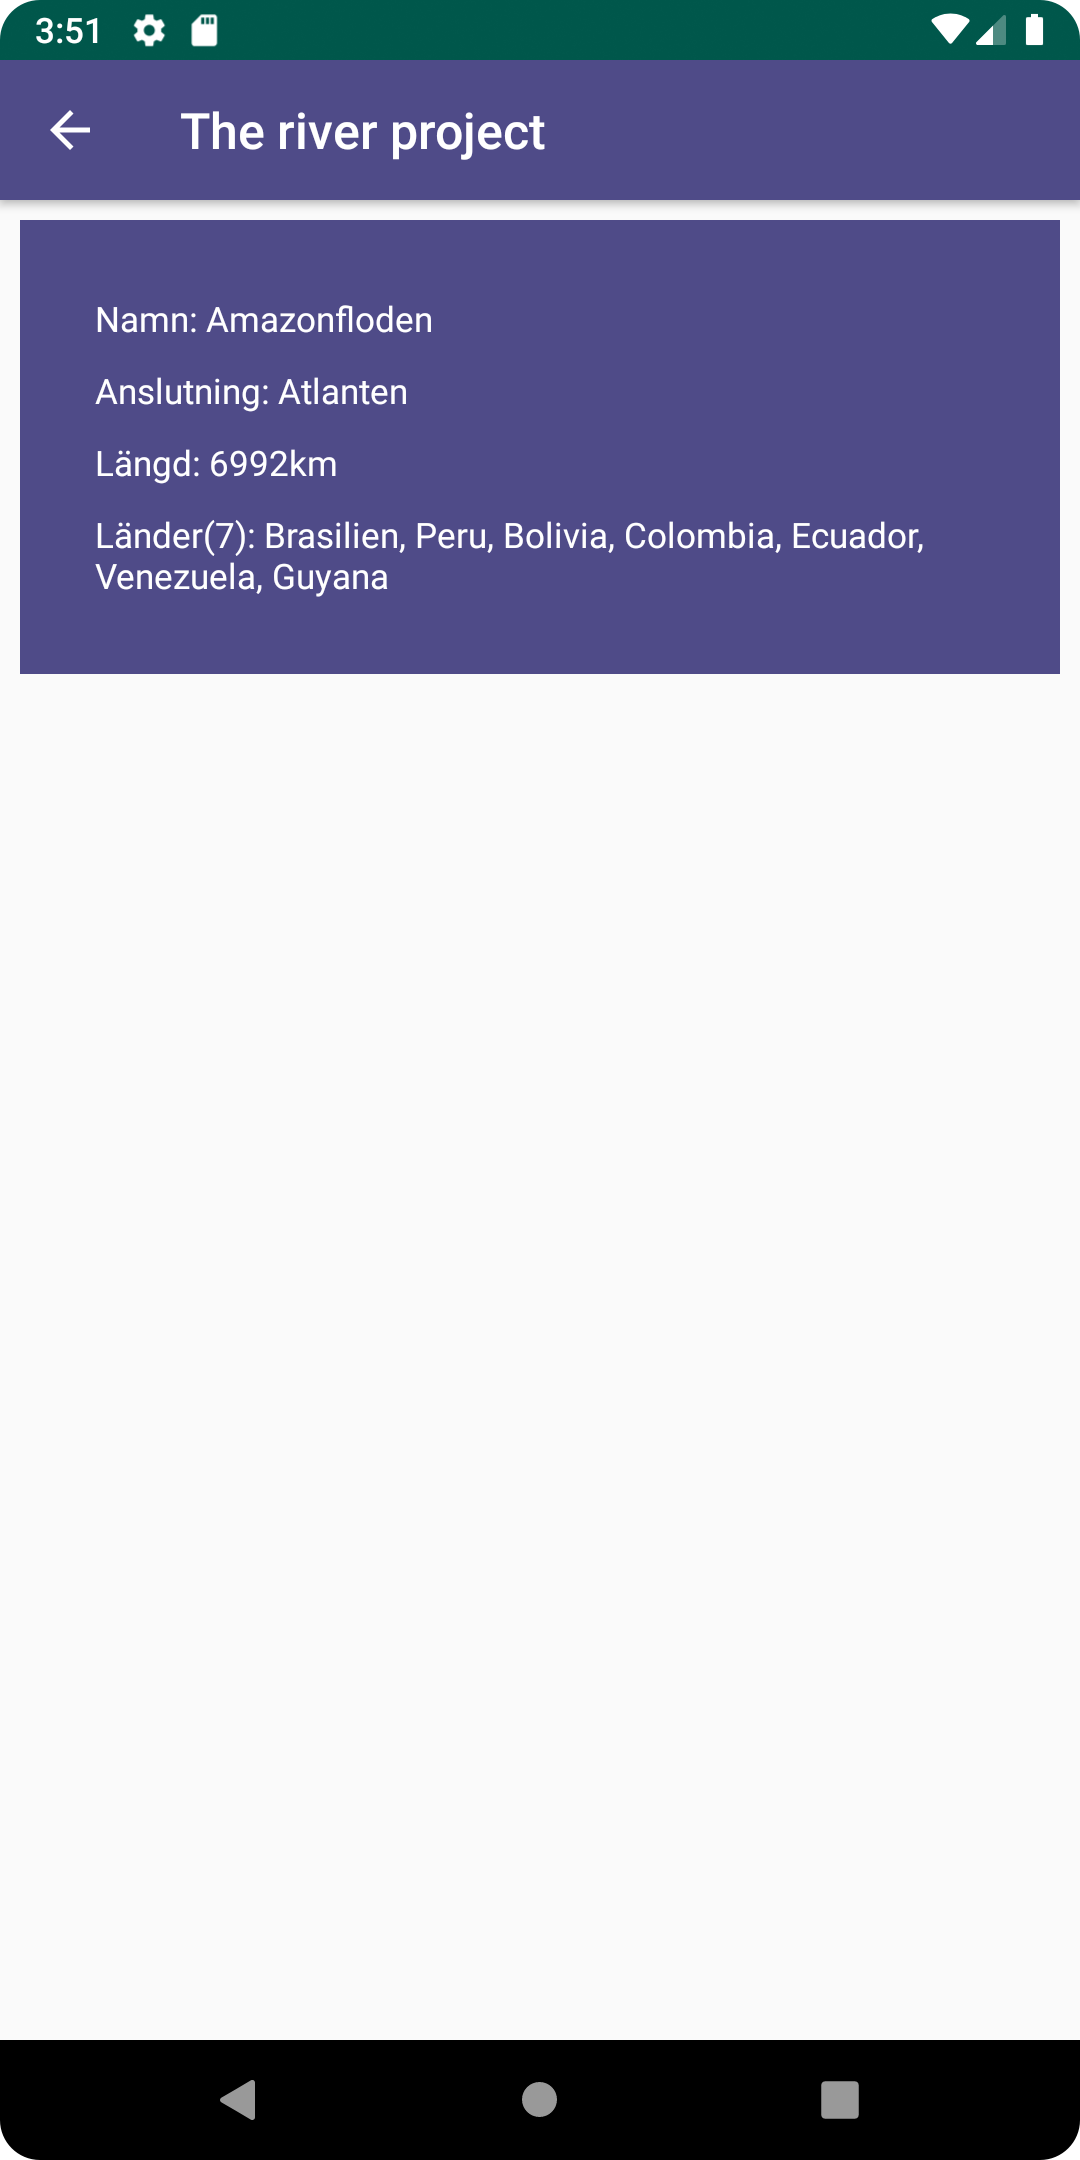 3:51
The river project
Namn: Amazonfloden
Anslutning: Atlanten
Längd: 6992km
Länder(7): Brasilien, Peru, Bolivia, Colombia, Ecuador,
Venezuela, Guyana